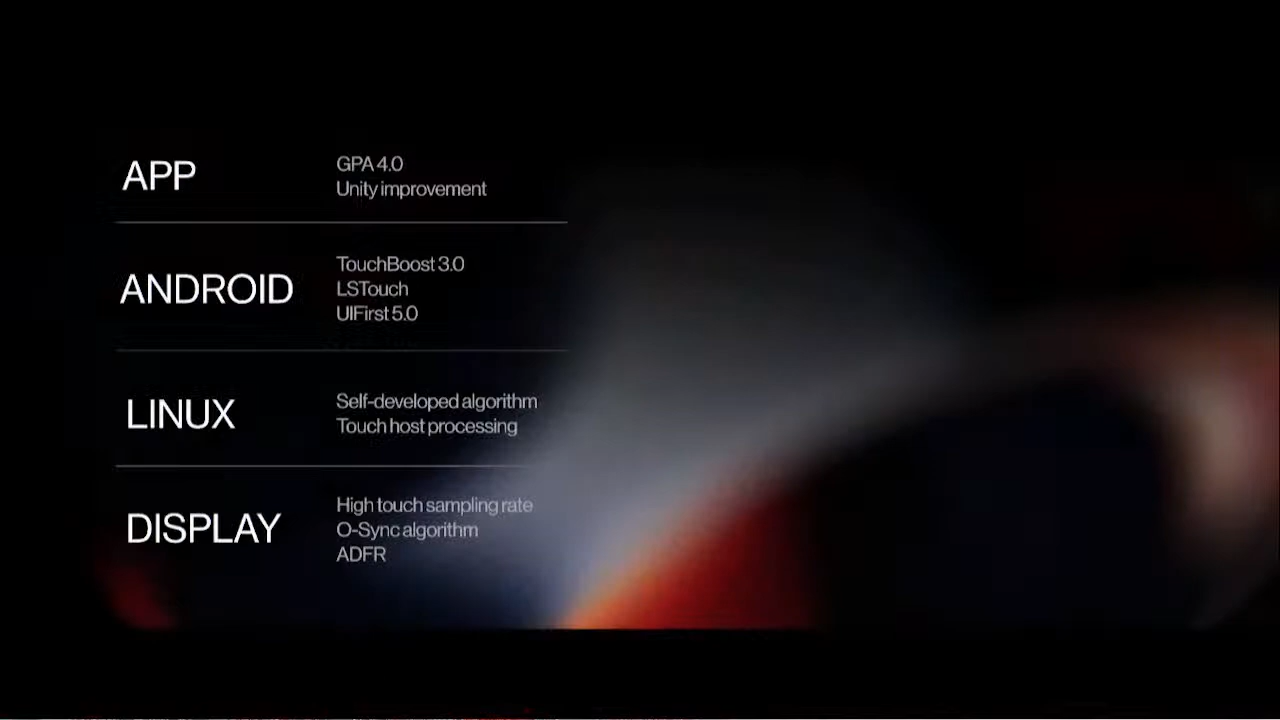 APP
GPA 4.0
Unity improvement
ANDROID
TouchBoost 3.0
LSTouch
UIFirst 5.0
LINUX
Self-developed algorithm
Touch host processing
DISPLAY
High touch sampling rate
O-Sync algorithm
ADFR